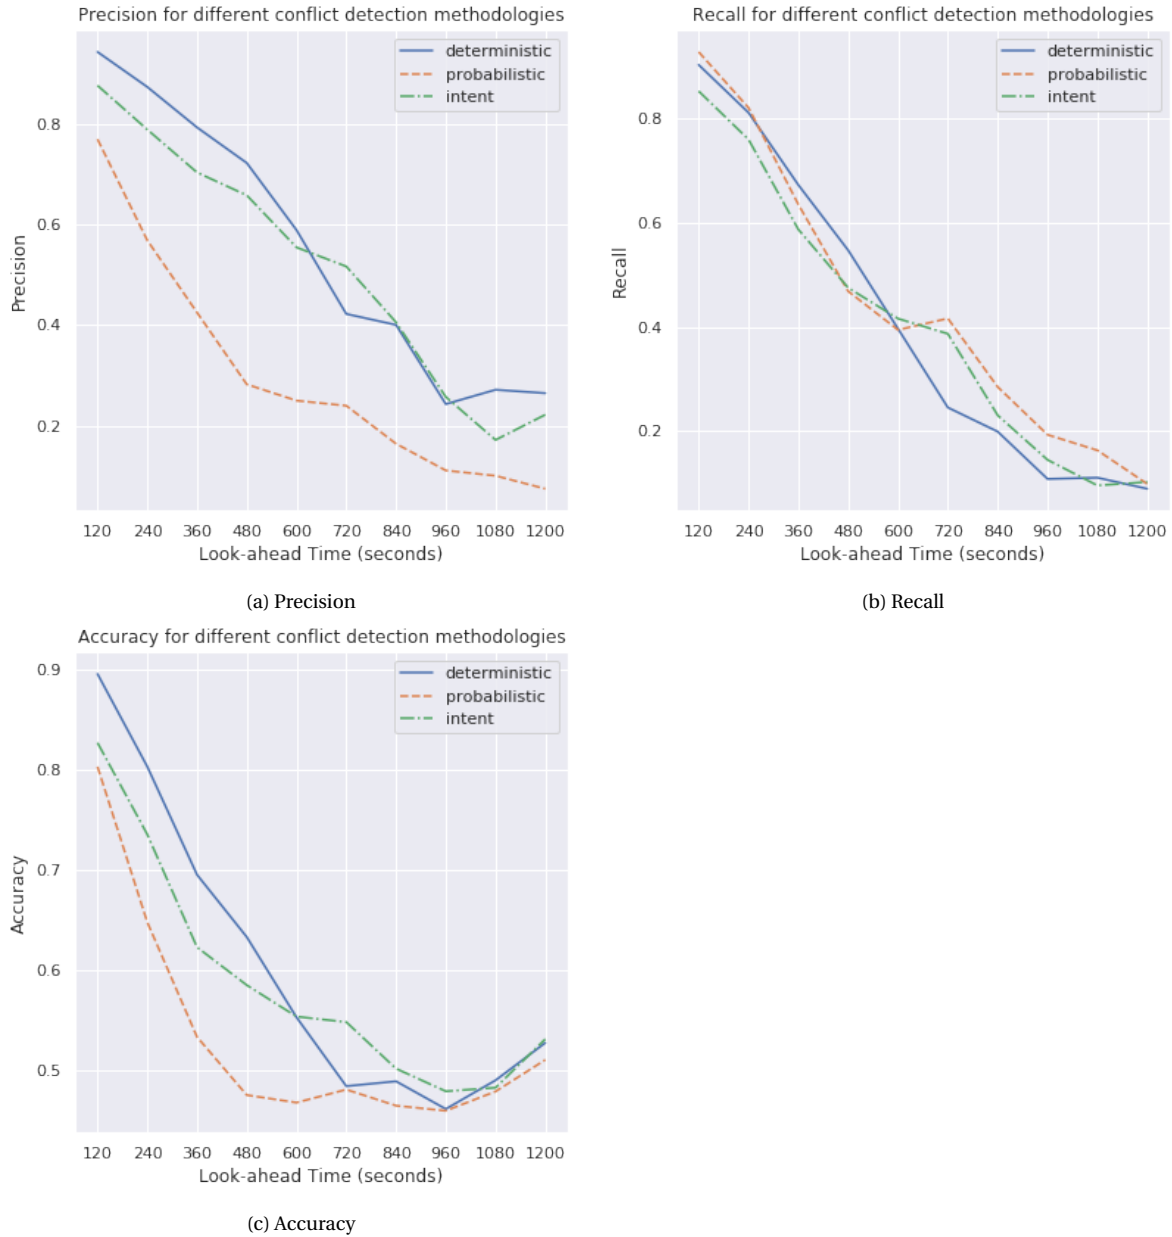 Precision for different conflict detection methodologies
deterministic
probabilistic
intent
0.8
0.6
0.4
0.2
Precision
120 240 360 480 600 720 840 960 1080 1200
Look-ahead Time (seconds)
(a) Precision
Recall for different conflict detection methodologies
deterministic
probabilistic
intent
0.8
0.6
0.4
0.2
Recall
120 240 360 480 600 720 840 960 1080 1200
Look-ahead Time (seconds)
(b) Recall
Accuracy for different conflict detection methodologies
deterministic
probabilistic
intent
0.9
0.8
0.7
0.6
0.5
Accuracy
120 240 360 480 600 720 840 960 1080 1200
Look-ahead Time (seconds)
(c) Accuracy